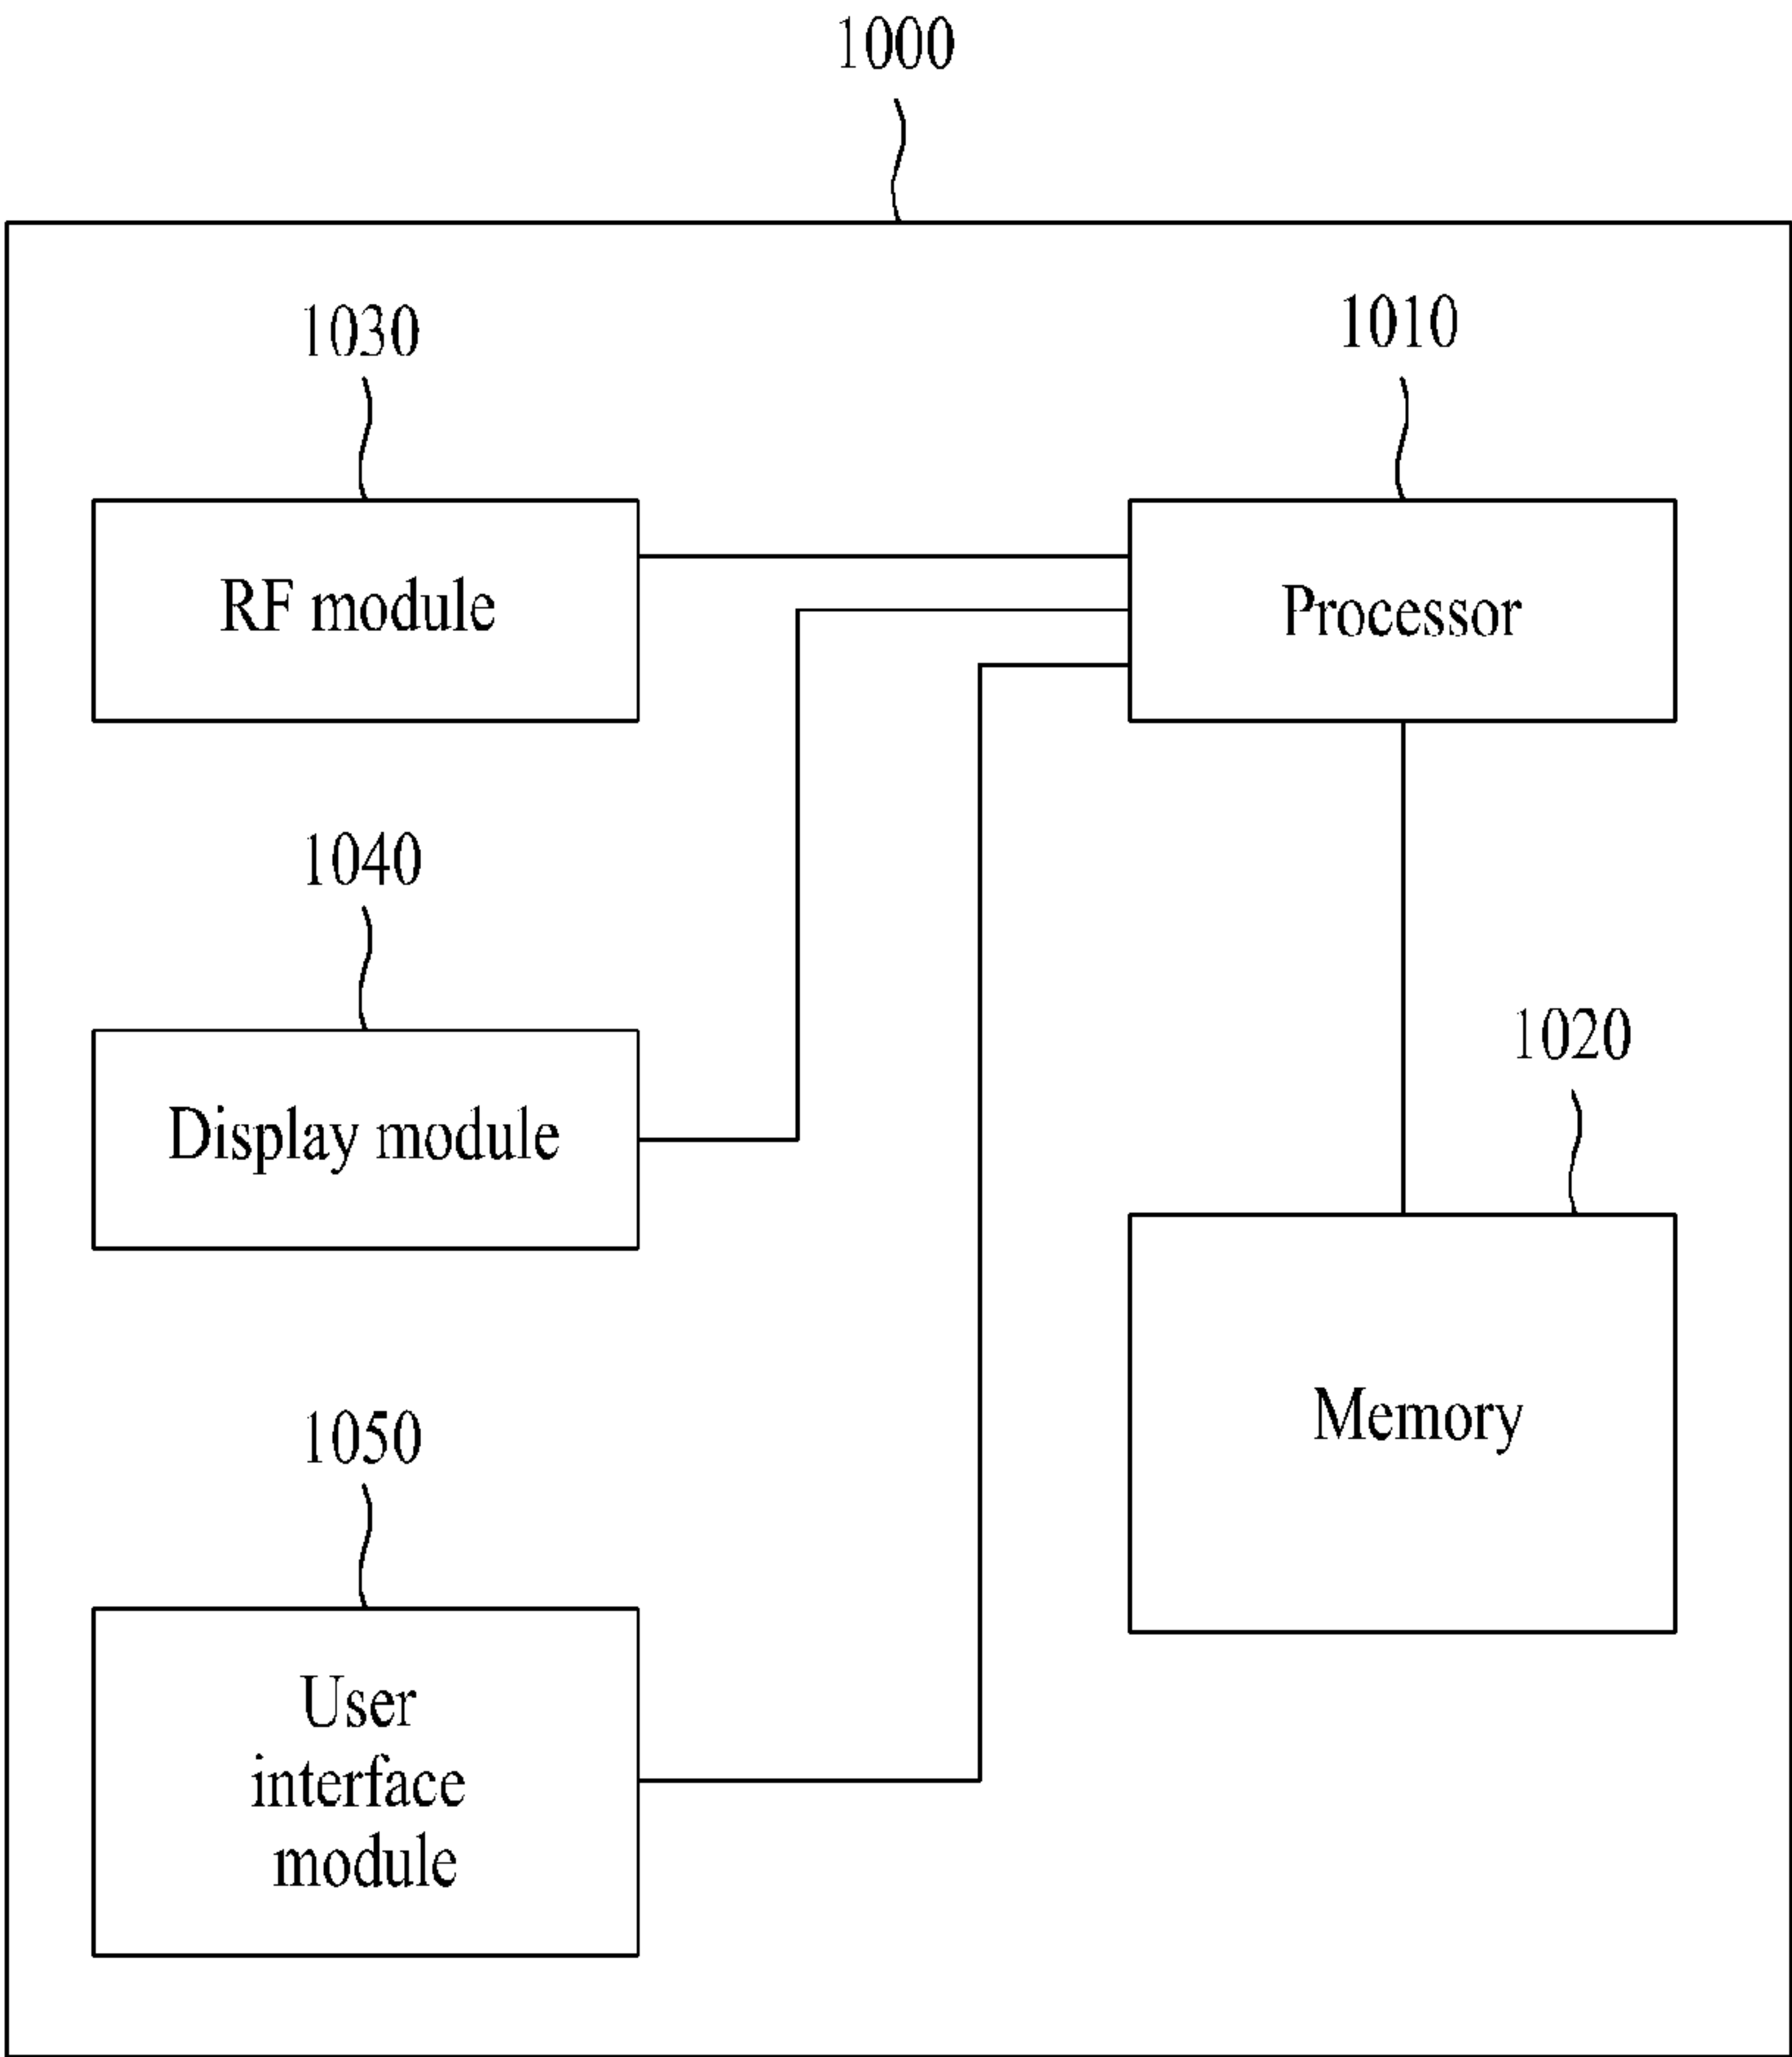 1000
1030
1010
RF module
Processor
1040
1020
Display module
Memory
1050
User
interface
module